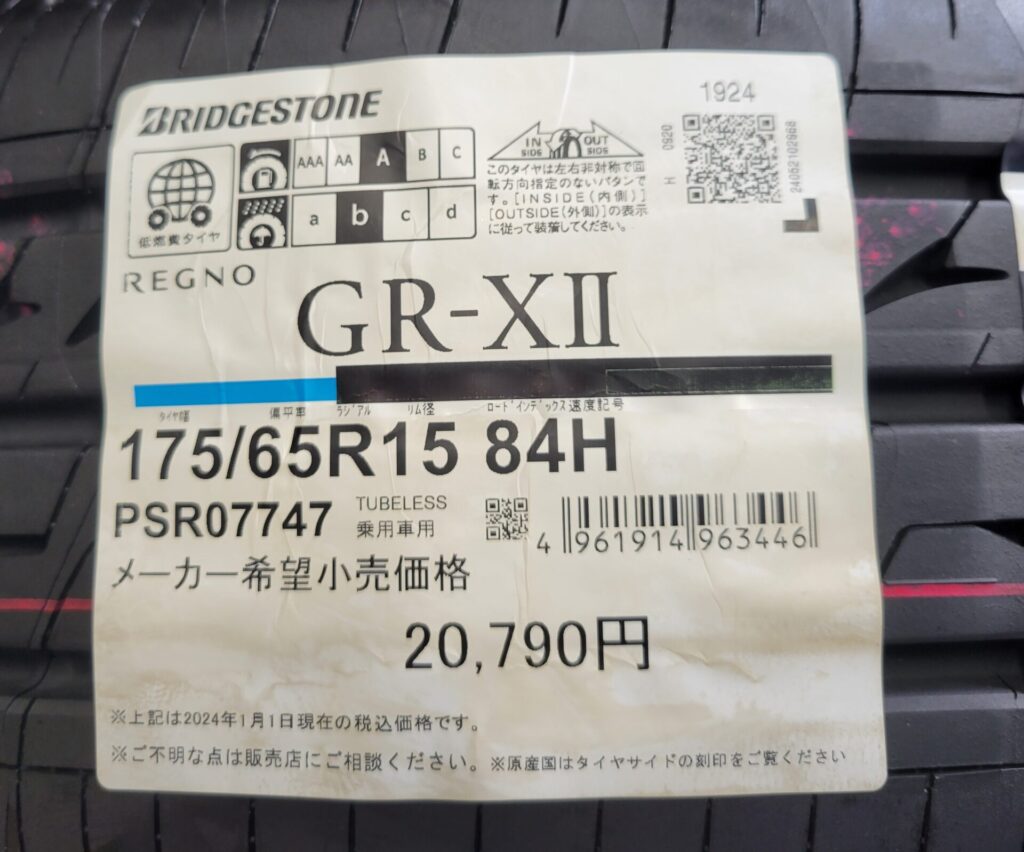 BRIDGESTONE
1924
低燃費タイヤ
AAA AA A B C
a b c d
IN SIDE OUT SIDE
このタイヤは左右非対称で回
転方向指定のないパタンで
す。[INSIDE(内側)]
[OUTSIDE(外側)]の表示
に従って装着してください。
H 0920
24052102868
REGNO
GR-XII
タイヤ幅 偏平率 ラジアル リム径 ロードインデックス 速度記号
175/65R15 84H
PSR07747
TUBELESS
乗用車用
4 961914 963446
メーカー希望小売価格
20,790円
※上記は2024年1月1日現在の税込価格です。
※ご不明な点は販売店にご相談ください。※原産国はタイヤサイドの刻印をご覧ください